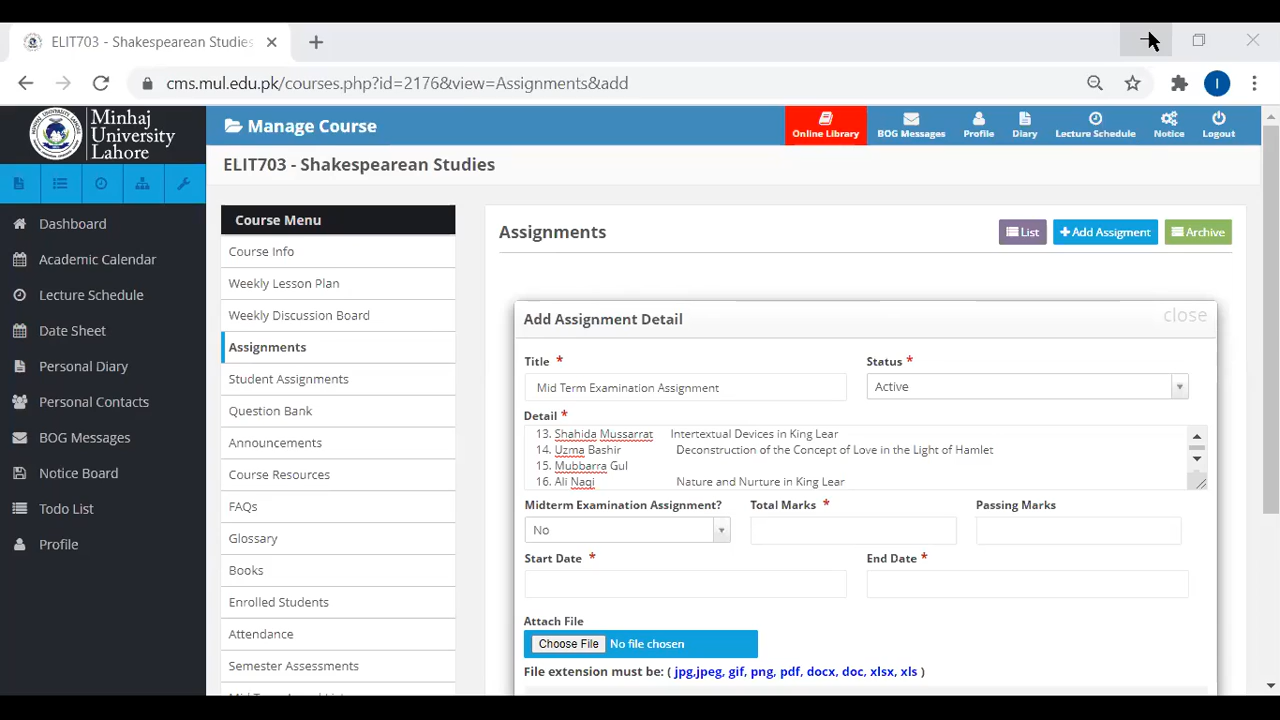 ELIT703 - Shakespearean Studies
cms.mul.edu.pk/courses.php?id=2176&view=Assignments&add
I
Minhaj
University
Lahore
Manage Course
Online Library
BOG Messages
Profile
Diary
Lecture Schedule
Notice
Logout
ELIT703 - Shakespearean Studies
Dashboard
Academic Calendar
Lecture Schedule
Date Sheet
Personal Diary
Personal Contacts
BOG Messages
Notice Board
Todo List
Profile
Course Menu
Course Info
Weekly Lesson Plan
Weekly Discussion Board
Assignments
Student Assignments
Question Bank
Announcements
Course Resources
FAQs
Glossary
Books
Enrolled Students
Attendance
Semester Assessments
Assignments
List
+Add Assigment
Archive
Add Assignment Detail
close
Title *
Status *
Mid Term Examination Assignment
Active
Detail *
13. Shahida Mussarrat Intertextual Devices in King Lear
14. Uzma Bashir Deconstruction of the Concept of Love in the Light of Hamlet
15. Mubbarra Gul
16. Ali Naqi Nature and Nurture in King Lear
Midterm Examination Assignment? Total Marks * Passing Marks
No
Start Date * End Date *
Attach File
Choose File No file chosen
File extension must be: ( jpg,jpeg, gif, png, pdf, docx, doc, xlsx, xls )